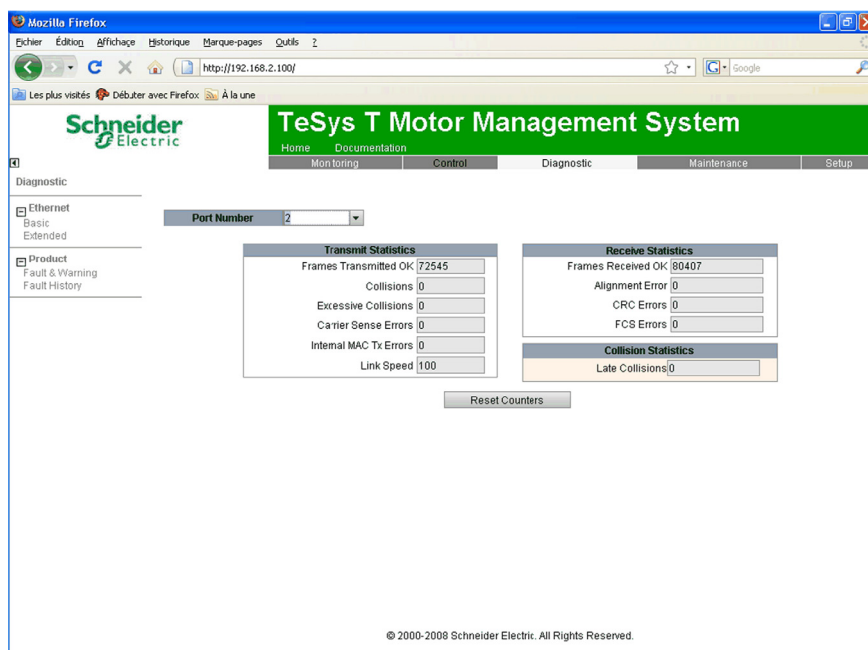 Mozilla Firefox
Fichier Édition Affichage Historique Marque-pages Outils ?
http://192.168.2.100/
Google
Les plus visités Débuter avec Firefox À la une
Schneider Electric
TeSys T Motor Management System
Home Documentation
Monitoring Control Diagnostic Maintenance Setup
Diagnostic
Ethernet
Basic
Extended
Product
Fault & Warning
Fault History
Port Number 2
Transmit Statistics
Frames Transmitted OK 72545
Collisions 0
Excessive Collisions 0
Carrier Sense Errors 0
Internal MAC Tx Errors 0
Link Speed 100
Receive Statistics
Frames Received OK 80407
Alignment Error 0
CRC Errors 0
FCS Errors 0
Collision Statistics
Late Collisions 0
Reset Counters
© 2000-2008 Schneider Electric. All Rights Reserved.